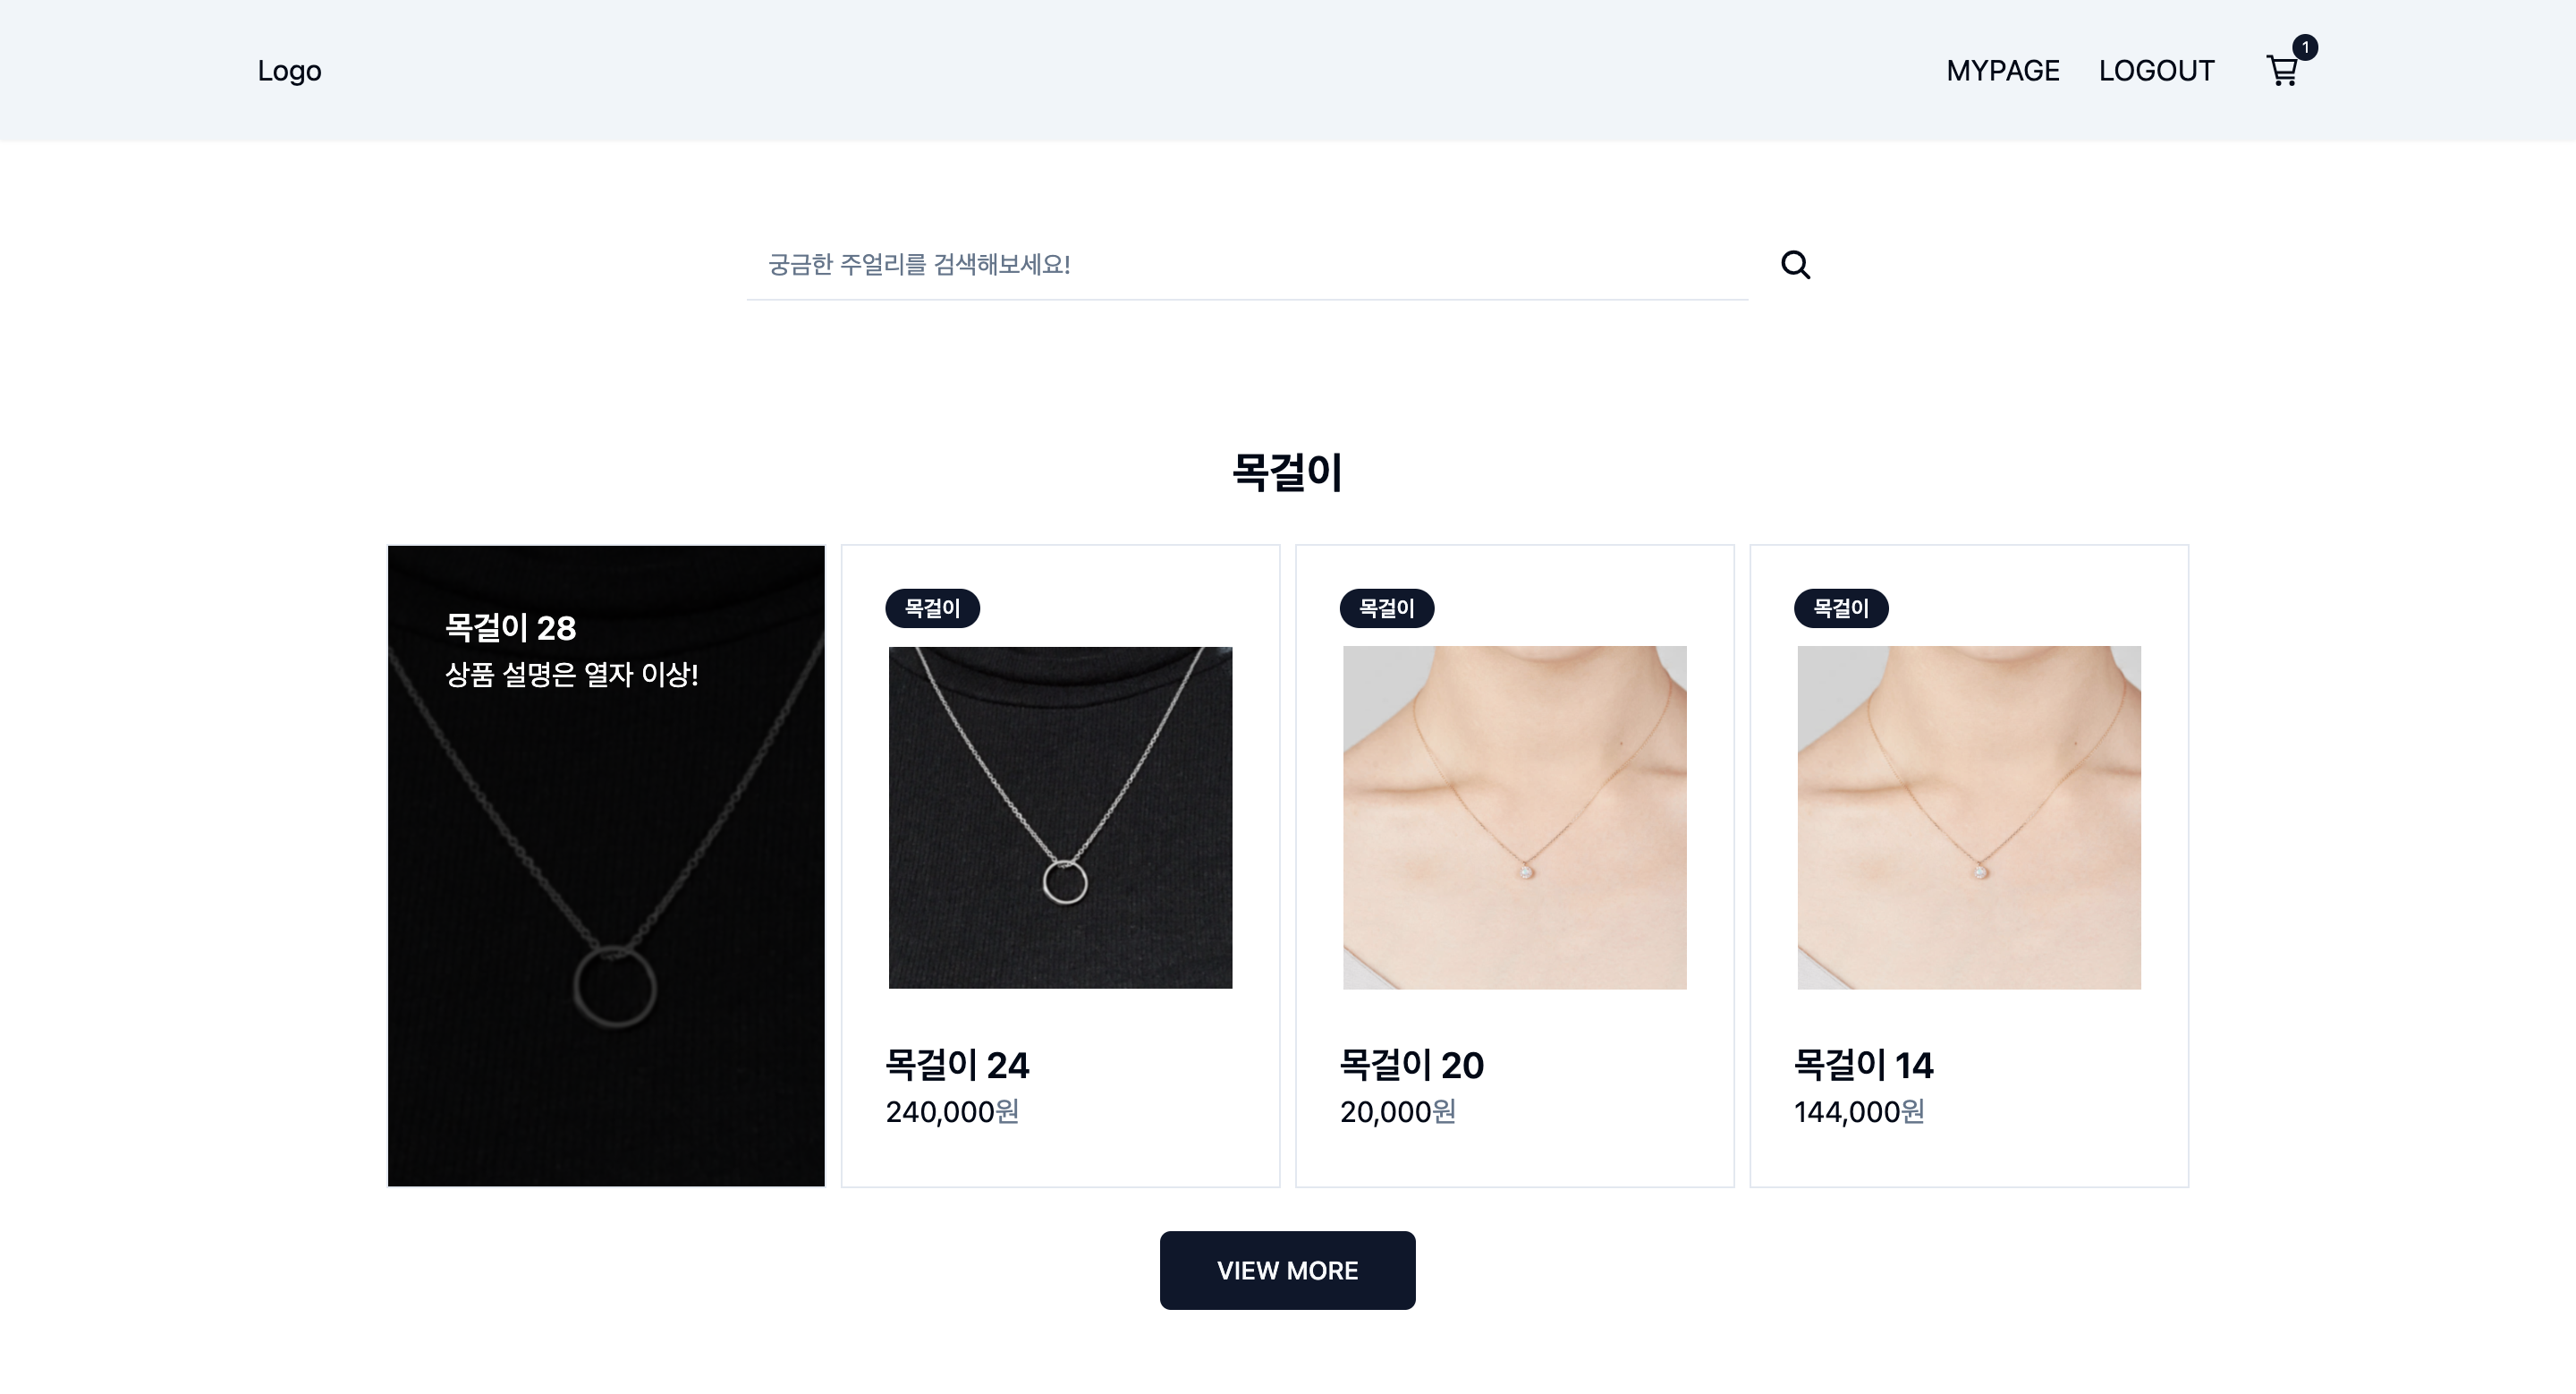 Logo
MYPAGE
LOGOUT
1
궁금한 주얼리를 검색해보세요!
목걸이
목걸이 28
상품 설명은 열자 이상!
목걸이
목걸이 24
240,000원
목걸이
목걸이 20
20,000원
목걸이
목걸이 14
144,000원
VIEW MORE